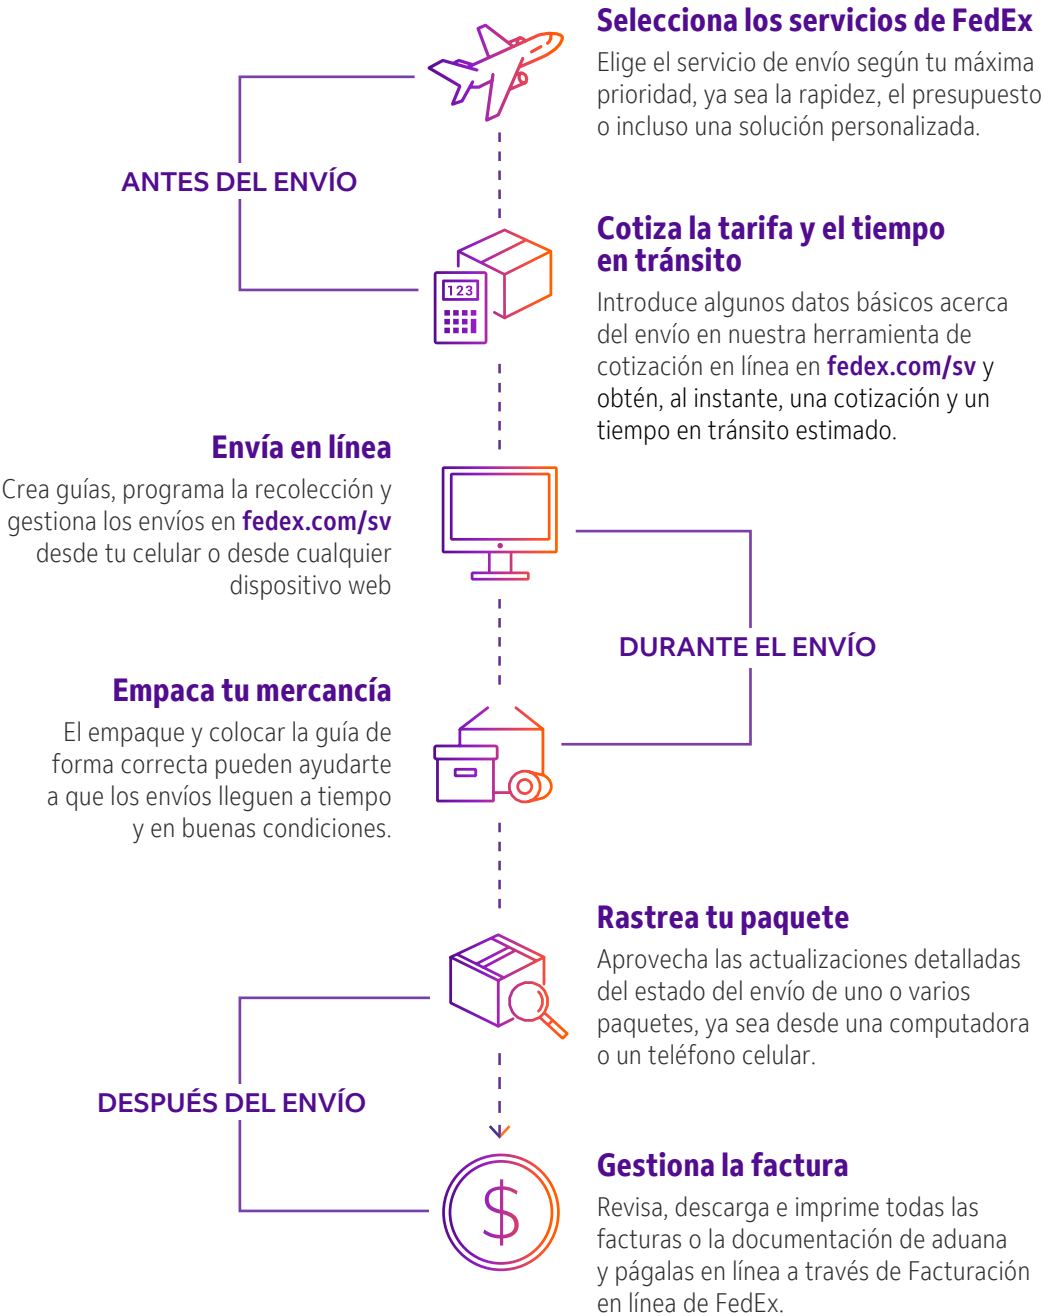 Selecciona los servicios de FedEx
Elige el servicio de envío según tu máxima
prioridad, ya sea la rapidez, el presupuesto
o incluso una solución personalizada.
ANTES DEL ENVÍO
Cotiza la tarifa y el tiempo
en tránsito
123
Introduce algunos datos básicos acerca
del envío en nuestra herramienta de
cotización en línea en fedex.com/sv y
obtén, al instante, una cotización y un
tiempo en tránsito estimado.
Envía en línea
Crea guías, programa la recolección y
gestiona los envíos en fedex.com/sv
desde tu celular o desde cualquier
dispositivo web
DURANTE EL ENVÍO
Empaca tu mercancía
El empaque y colocar la guía de
forma correcta pueden ayudarte
a que los envíos lleguen a tiempo
y en buenas condiciones.
Rastrea tu paquete
Aprovecha las actualizaciones detalladas
del estado del envío de uno o varios
paquetes, ya sea desde una computadora
o un teléfono celular.
DESPUÉS DEL ENVÍO
Gestiona la factura
$
Revisa, descarga e imprime todas las
facturas o la documentación de aduana
y págalas en línea a través de Facturación
en línea de FedEx.